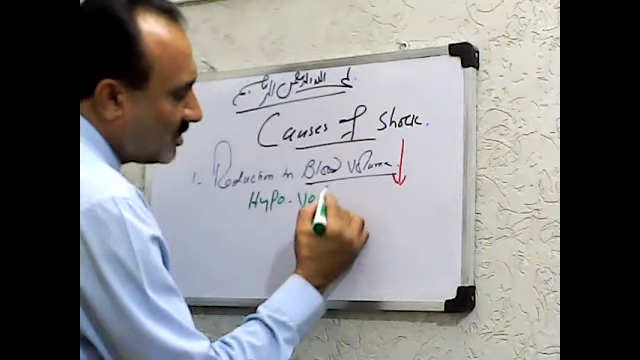 بسم الله الرحمن الرحيم
Causes of Shock.
1- Reduction in Blood Volume.
Hypo-Vo